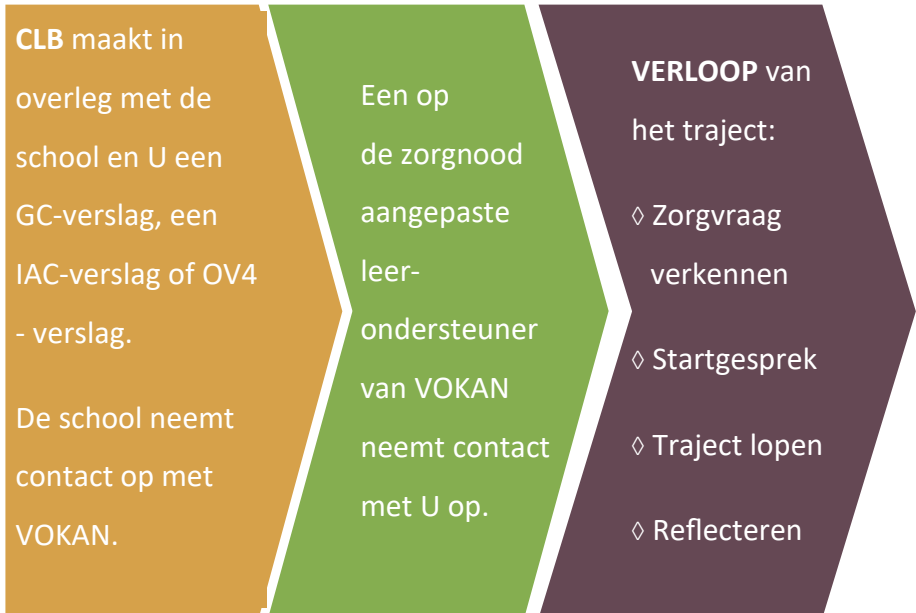 CLB maakt in
overleg met de
school en U een
GC-verslag, een
IAC-verslag of OV4
- verslag.
De school neemt
contact op met
VOKAN.
Een op
de zorgnood
aangepaste
leer-
ondersteuner
van VOKAN
neemt contact
met U op.
VERLOOP van
het traject:
◊ Zorgvraag
verkennen
◊ Startgesprek
◊ Traject lopen
◊ Reflecteren